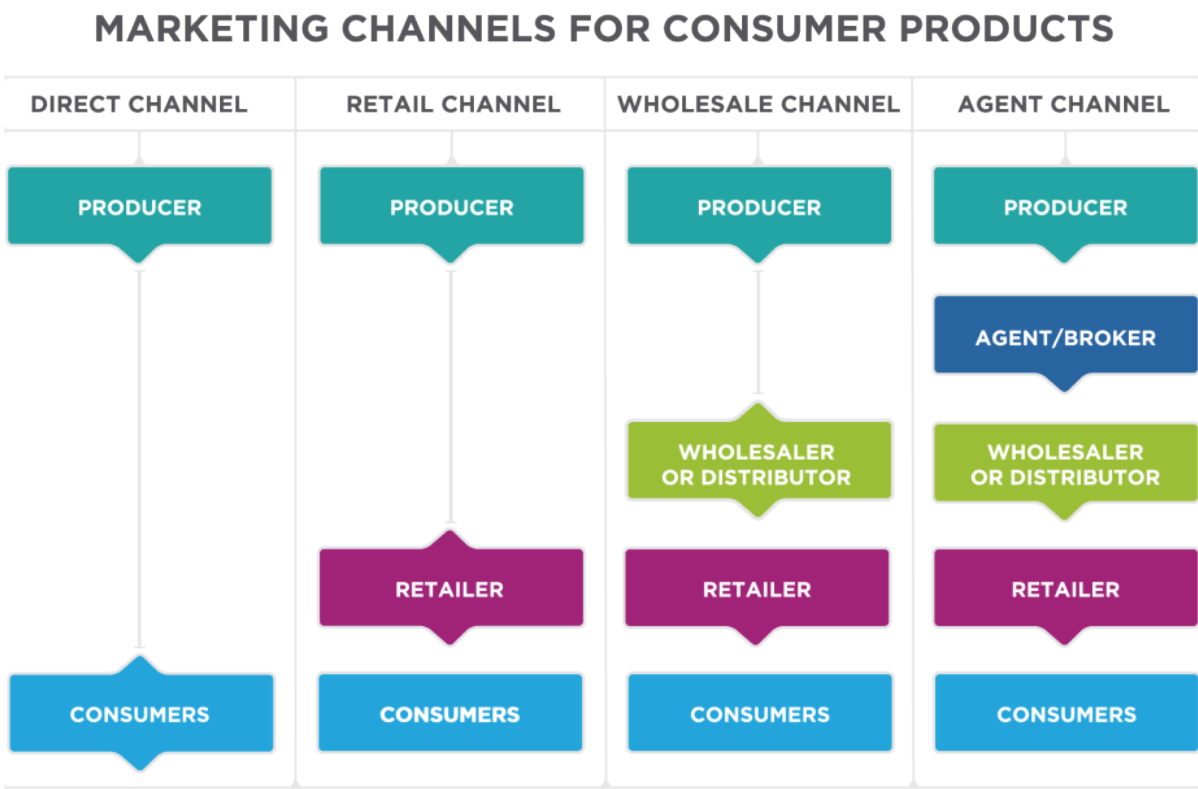 MARKETING CHANNELS FOR CONSUMER PRODUCTS
DIRECT CHANNEL
RETAIL CHANNEL
WHOLESALE CHANNEL
AGENT CHANNEL
PRODUCER
PRODUCER
PRODUCER
PRODUCER
AGENT/BROKER
WHOLESALER
OR DISTRIBUTOR
WHOLESALER
OR DISTRIBUTOR
RETAILER
RETAILER
RETAILER
CONSUMERS
CONSUMERS
CONSUMERS
CONSUMERS